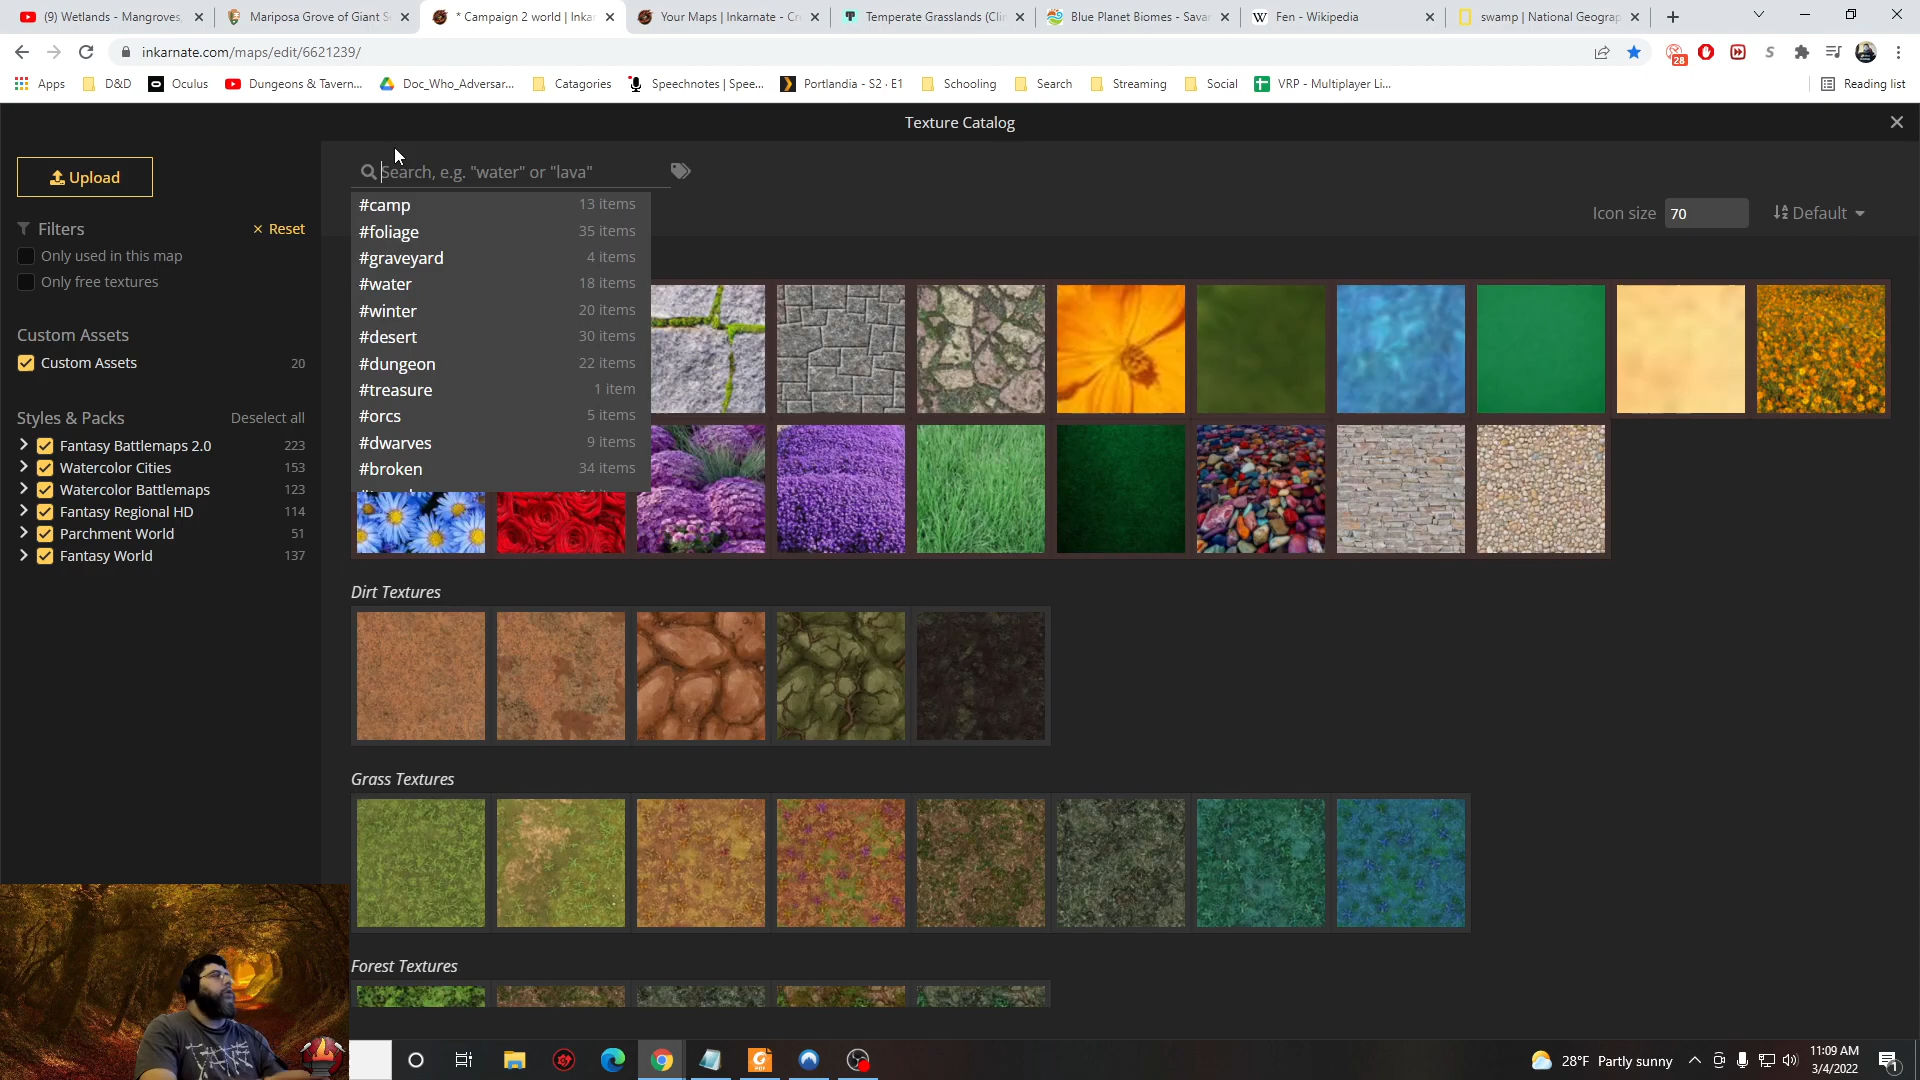 (9) Wetlands - Mangroves,
Mariposa Grove of Giant S
* Campaign 2 world | Inkar
Your Maps | Inkarnate - Cr
Temperate Grasslands (Clim
Blue Planet Biomes - Sava
Fen - Wikipedia
swamp | National Geograp
inkarnate.com/maps/edit/6621239/
28
Apps
D&D
Oculus
Dungeons & Tavern...
Doc_Who_Adversar...
Catagories
Speechnotes | Spee...
Portlandia - S2 · E1
Schooling
Search
Streaming
Social
VRP - Multiplayer Li...
Reading list
Texture Catalog
Upload
Search, e.g. "water" or "lava"
Icon size 70
Default
Filters
Reset
Only used in this map
Only free textures
Custom Assets
Custom Assets 20
Styles & Packs Deselect all
Fantasy Battlemaps 2.0 223
Watercolor Cities 153
Watercolor Battlemaps 123
Fantasy Regional HD 114
Parchment World 51
Fantasy World 137
#camp 13 items
#foliage 35 items
#graveyard 4 items
#water 18 items
#winter 20 items
#desert 30 items
#dungeon 22 items
#treasure 1 item
#orcs 5 items
#dwarves 9 items
#broken 34 items
Dirt Textures
Grass Textures
Forest Textures
28°F Partly sunny
11:09 AM
3/4/2022
1